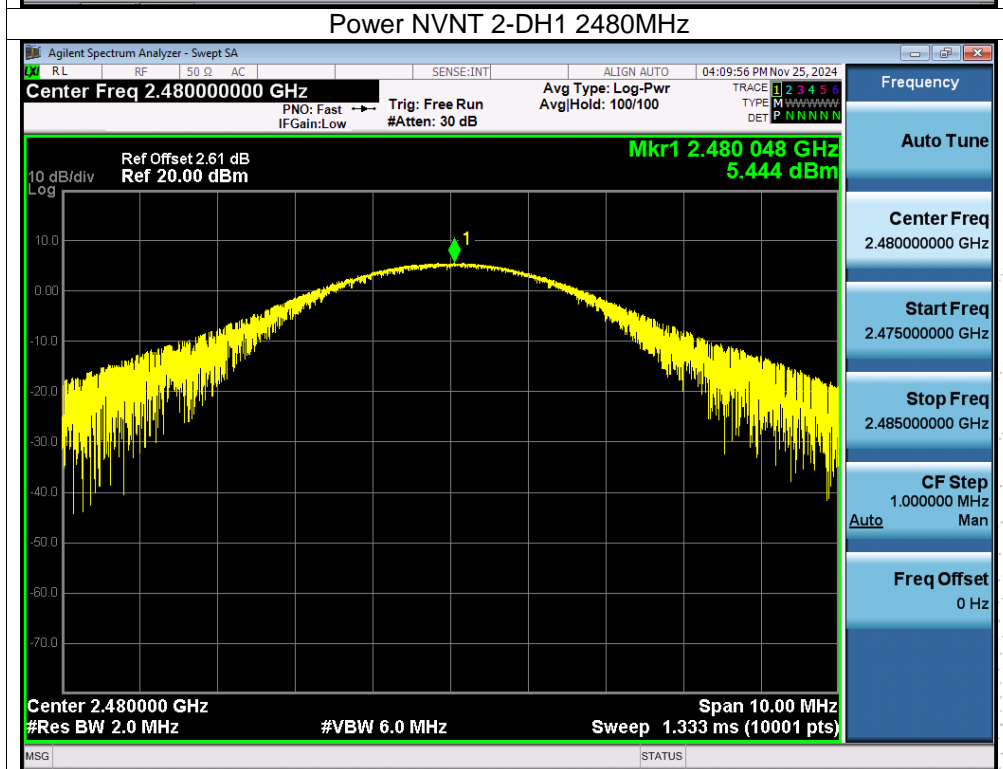 Power NVNT 2-DH1 2480MHz
Agilent Spectrum Analyzer - Swept SA
LXI RL RF 50 Ω AC SENSE:INT ALIGN AUTO 04:09:56 PM Nov 25, 2024
Center Freq 2.480000000 GHz
PNO: Fast
IFGain:Low
Trig: Free Run
#Atten: 30 dB
Avg Type: Log-Pwr
Avg|Hold: 100/100
TRACE 1 2 3 4 5 6
TYPE M WWWWW
DET P N N N N N
Frequency
Mkr1 2.480 048 GHz
5.444 dBm
Ref Offset 2.61 dB
10 dB/div Ref 20.00 dBm
Log
1
10.0
0.00
-10.0
-20.0
-30.0
-40.0
-50.0
-60.0
-70.0
Center 2.480000 GHz Span 10.00 MHz
#Res BW 2.0 MHz #VBW 6.0 MHz Sweep 1.333 ms (10001 pts)
MSG STATUS
Auto Tune
Center Freq
2.480000000 GHz
Start Freq
2.475000000 GHz
Stop Freq
2.485000000 GHz
CF Step
1.000000 MHz
Auto Man
Freq Offset
0 Hz